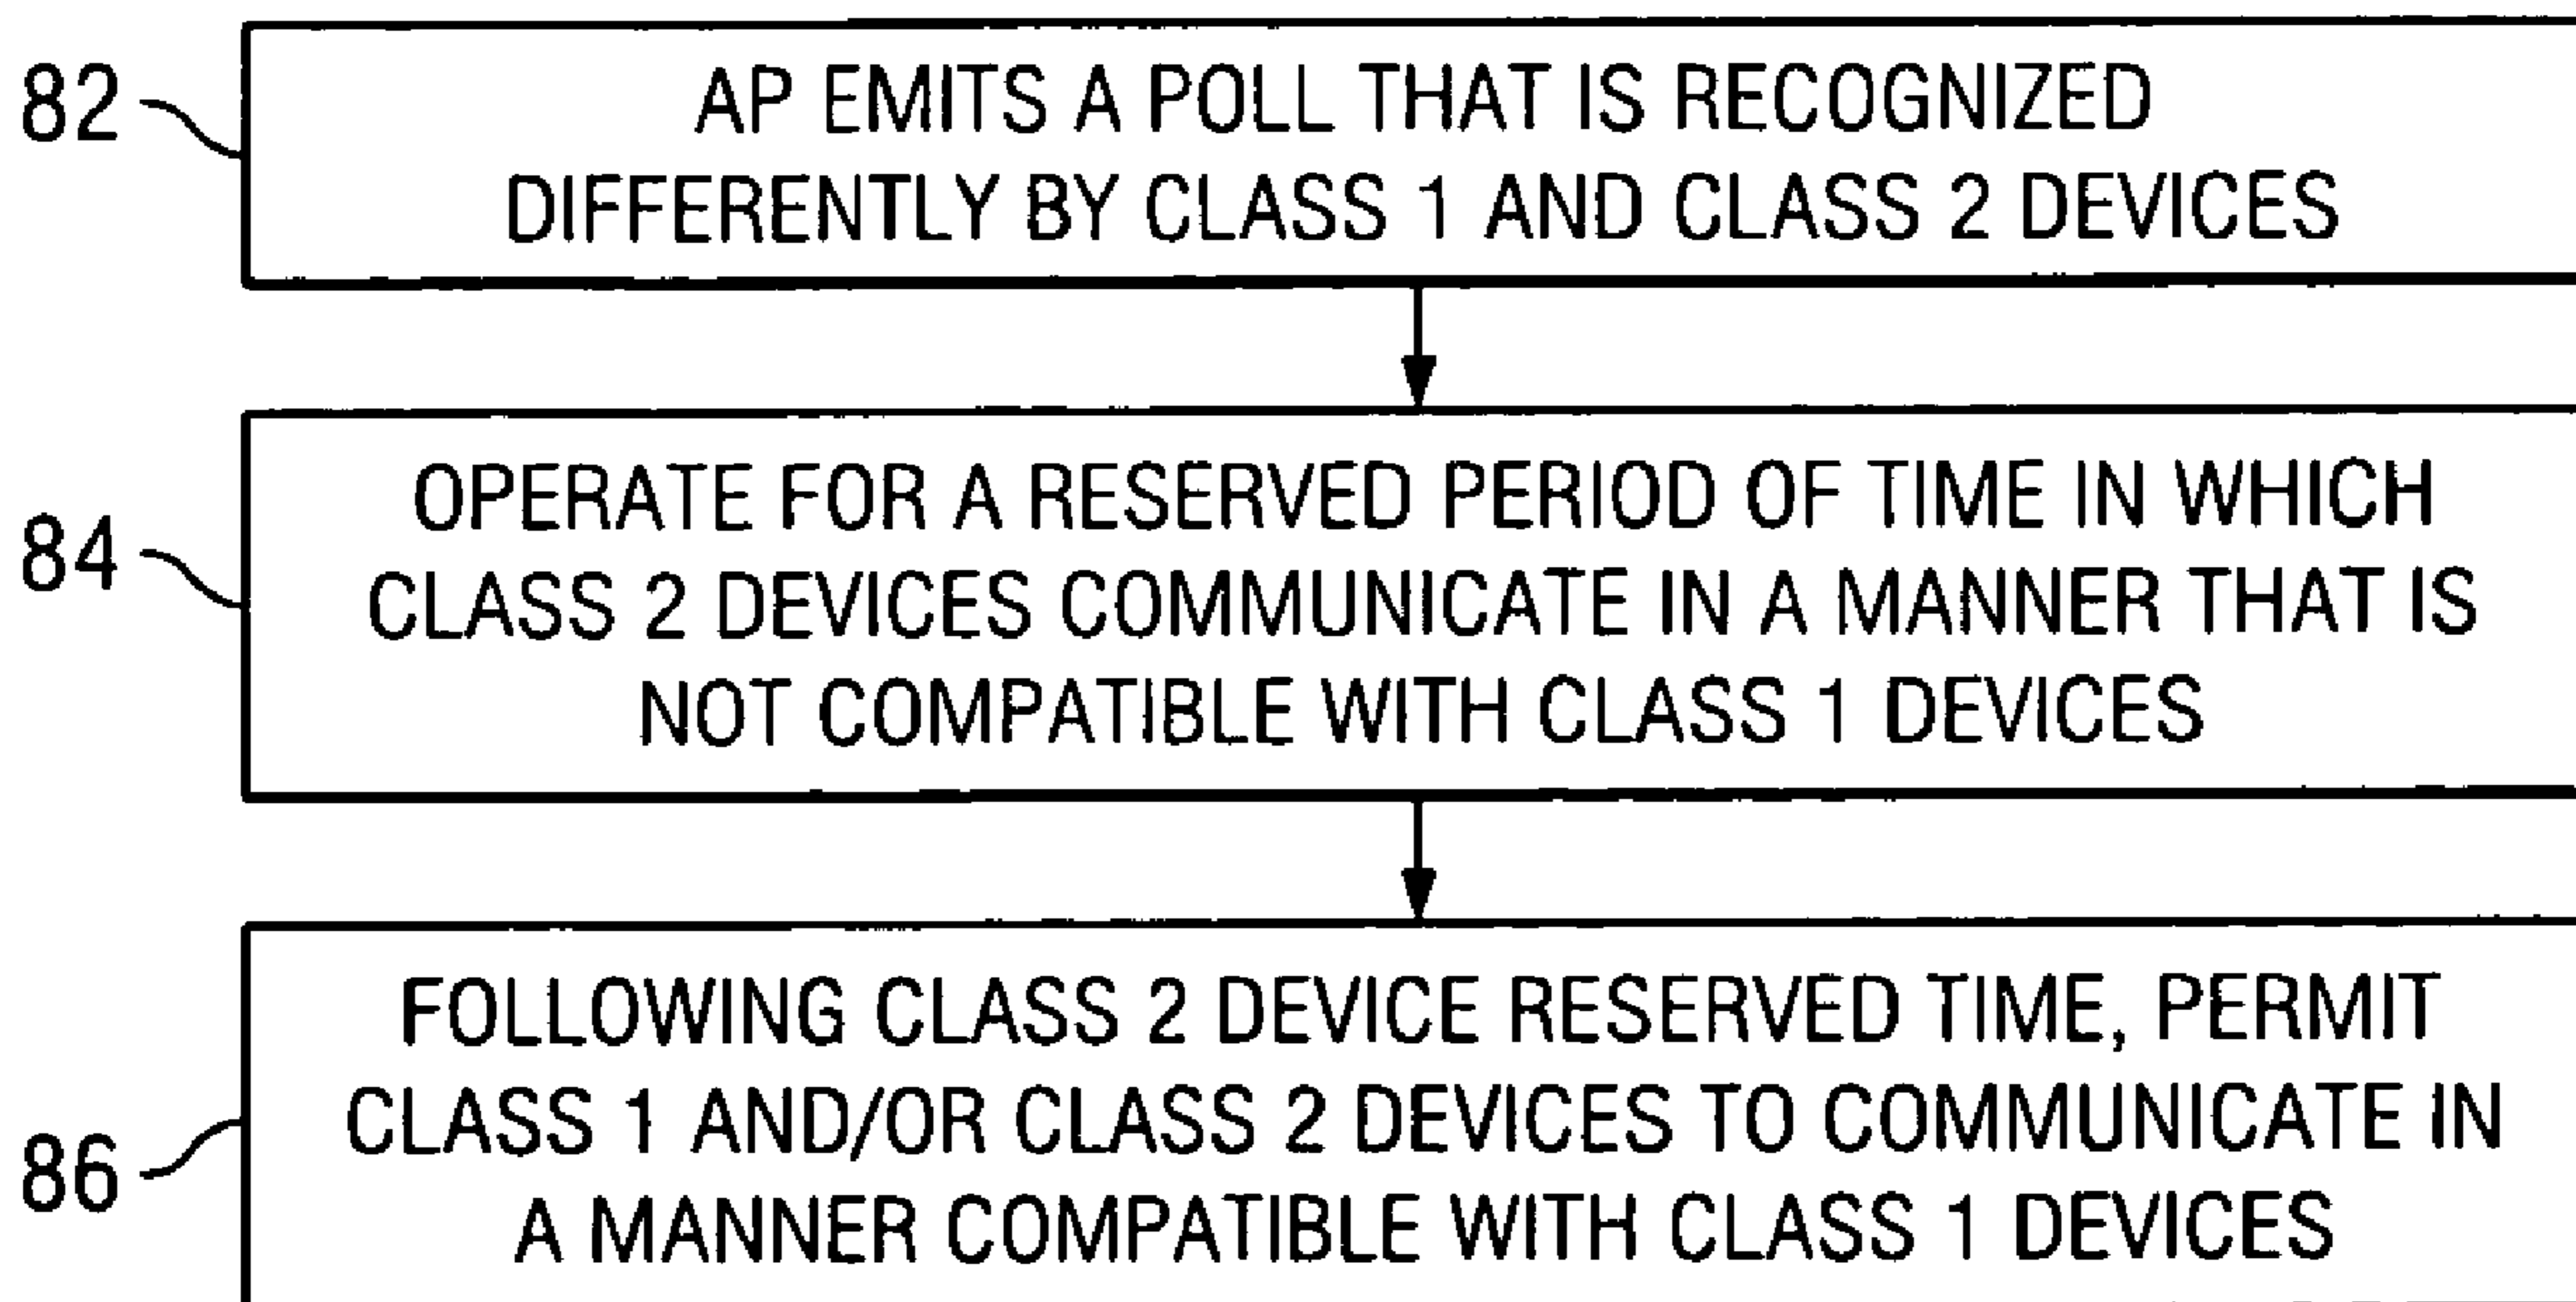 82
AP EMITS A POLL THAT IS RECOGNIZED
DIFFERENTLY BY CLASS 1 AND CLASS 2 DEVICES
84
OPERATE FOR A RESERVED PERIOD OF TIME IN WHICH
CLASS 2 DEVICES COMMUNICATE IN A MANNER THAT IS
NOT COMPATIBLE WITH CLASS 1 DEVICES
86
FOLLOWING CLASS 2 DEVICE RESERVED TIME, PERMIT
CLASS 1 AND/OR CLASS 2 DEVICES TO COMMUNICATE IN
A MANNER COMPATIBLE WITH CLASS 1 DEVICES